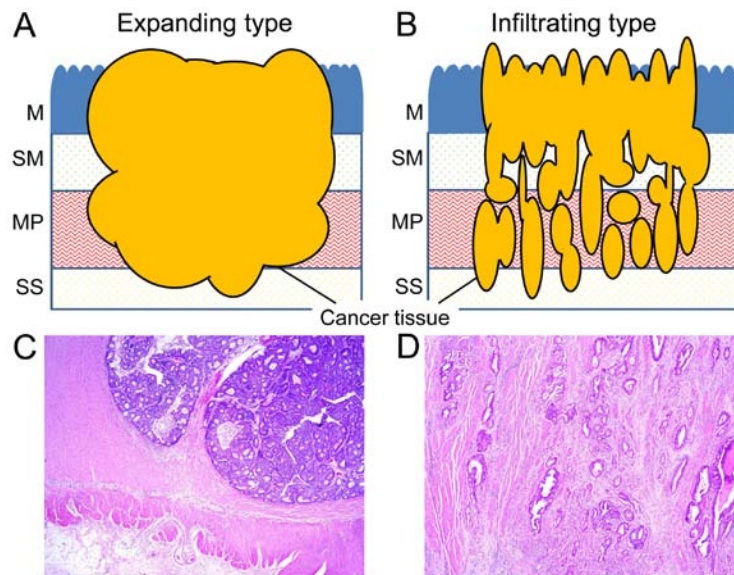 A Expanding type
B Infiltrating type
M
SM
MP
SS
M
SM
MP
SS
Cancer tissue
C
D